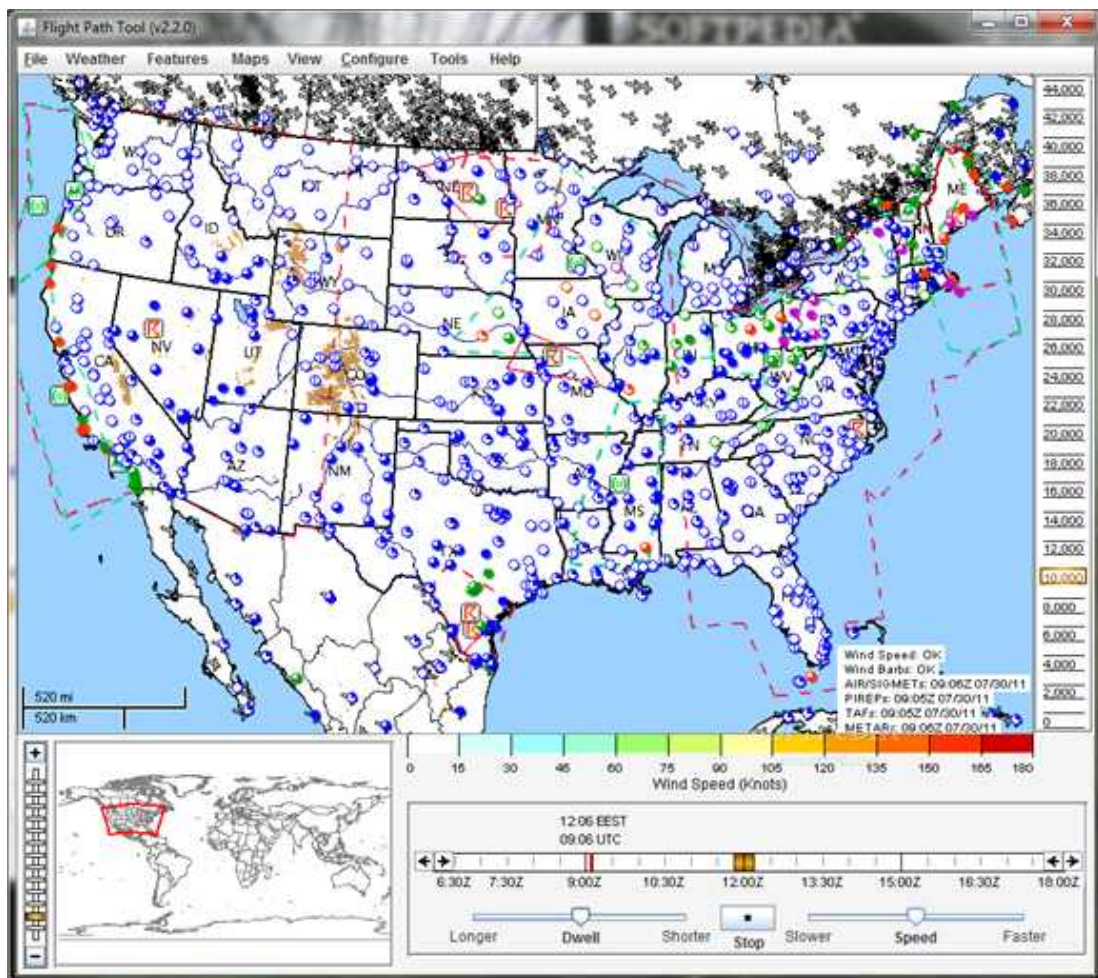 Flight Path Tool (v2.2.0)
SOFTPEDIA
File Weather Features Maps View Configure Tools Help
44,000
42,000
40,000
38,000
36,000
34,000
32,000
30,000
28,000
26,000
24,000
22,000
20,000
18,000
16,000
14,000
12,000
10,000
8,000
6,000
4,000
2,000
0
ME
OR
ID
WY
WI
NE
IA
NV
UT
CO
CA
MO
KY
WV
AZ
NM
TN
NC
MS
GA
TX
Wind Speed: OK
Wind Barbs: OK
AIR/SIGMETs: 09:06Z 07/30/11
PIREPs: 09:05Z 07/30/11
TAFs: 09:05Z 07/30/11
METARs: 09:06Z 07/30/11
520 mi
520 km
0 15 30 45 60 75 90 105 120 135 150 165 180
Wind Speed (Knots)
12:06 EEST
09:06 UTC
6:30Z 7:30Z 9:00Z 10:30Z 12:00Z 13:30Z 15:00Z 16:30Z 18:00Z
Longer Dwell Shorter Stop Slower Speed Faster